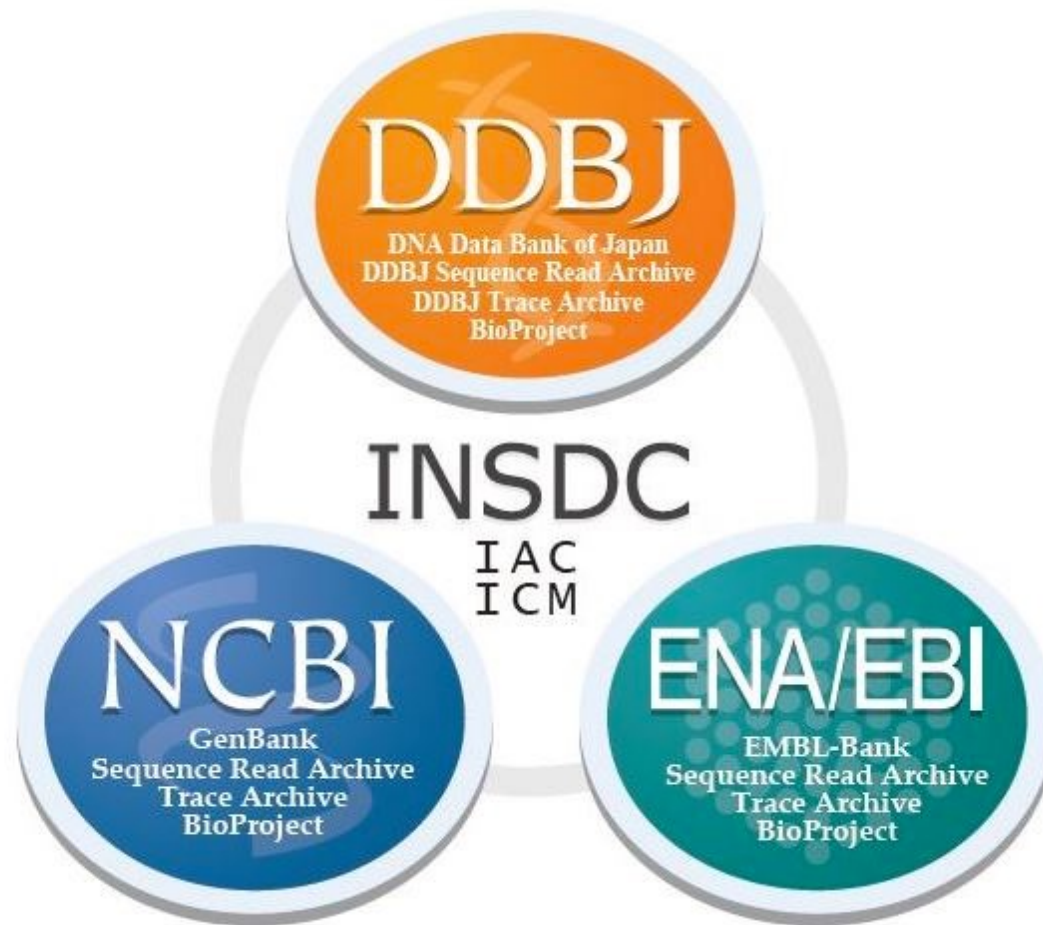 DDBJ
DNA Data Bank of Japan
DDBJ Sequence Read Archive
DDBJ Trace Archive
BioProject
INSDC
IAC
ICM
NCBI
GenBank
Sequence Read Archive
Trace Archive
BioProject
ENA/EBI
EMBL-Bank
Sequence Read Archive
Trace Archive
BioProject